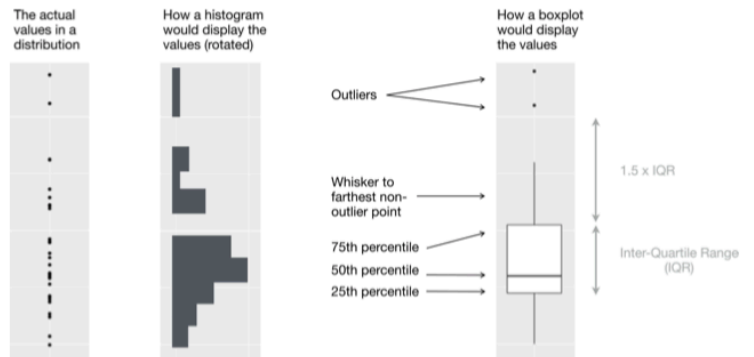 The actual
values in a
distribution
How a histogram
would display the
values (rotated)
How a boxplot
would display
the values
Outliers
1.5 x IQR
Whisker to
farthest non-
outlier point
75th percentile
50th percentile
25th percentile
Inter-Quartile Range
(IQR)